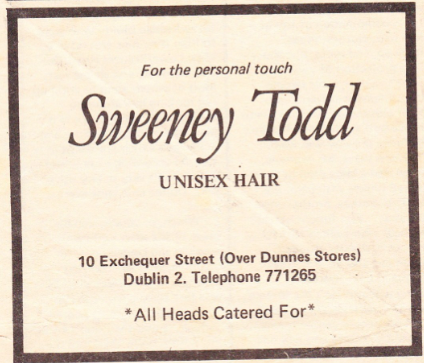 For the personal touch
Sweeney Todd
UNISEX HAIR
10 Exchequer Street (Over Dunnes Stores)
Dublin 2. Telephone 771265
*All Heads Catered For*